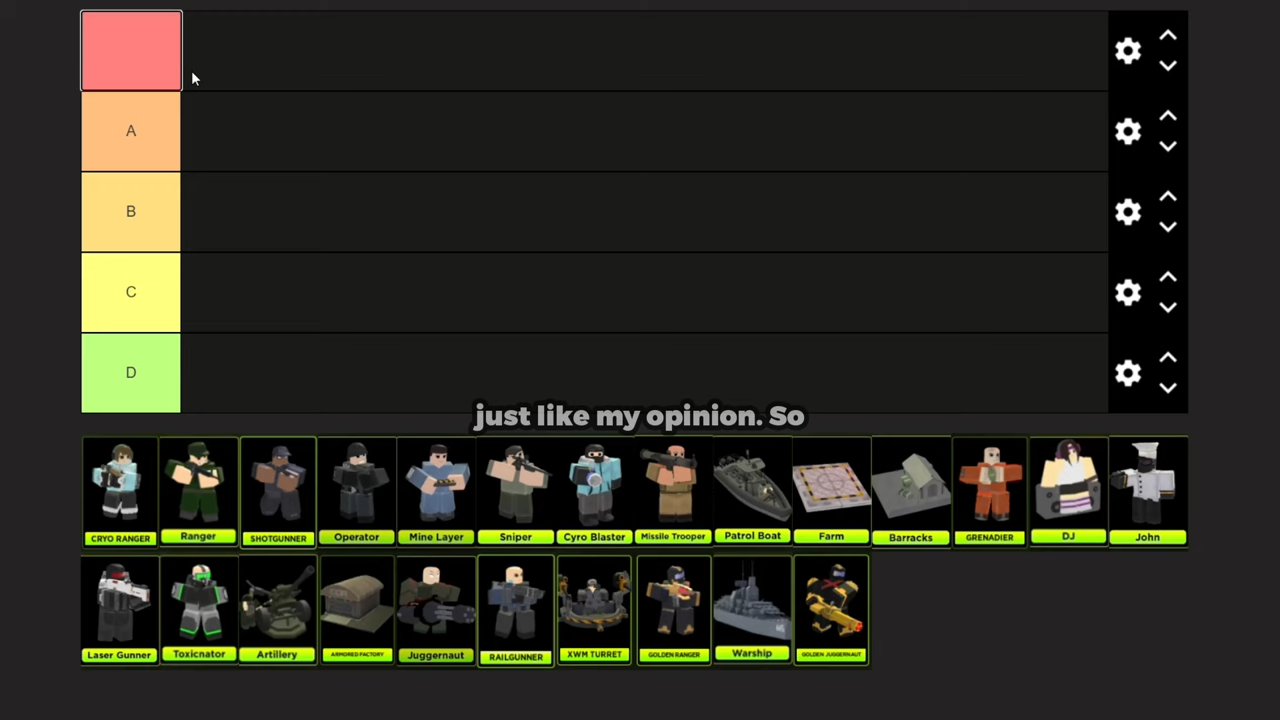 A
B
C
D
just like my opinion. So
CRYO RANGER Ranger SHOTGUNNER Operator Mine Layer Sniper Cyro Blaster Missile Trooper Patrol Boat Farm Barracks GRENADIER DJ John
Laser Gunner Toxicnator Artillery ARMORED FACTORY Juggernaut RAILGUNNER XWM TURRET GOLDEN RANGER Warship GOLDEN JUGGERNAUT